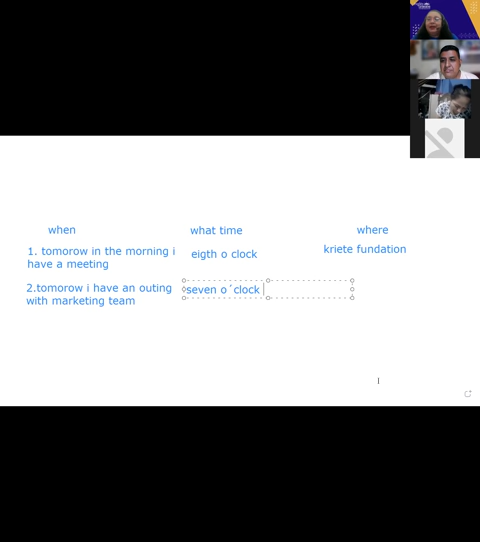 when what time where
1. tomorow in the morning i
have a meeting
eigth o clock
kriete fundation
2.tomorow i have an outing
with marketing team
seven o´clock